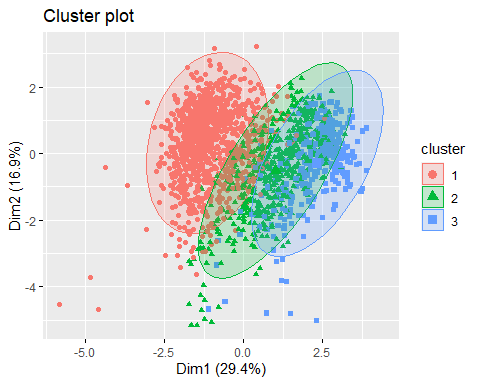 Cluster plot
Dim2 (16.9%)
2
0
-2
-4
-5.0
-2.5
0.0
2.5
Dim1 (29.4%)
cluster
1
2
3